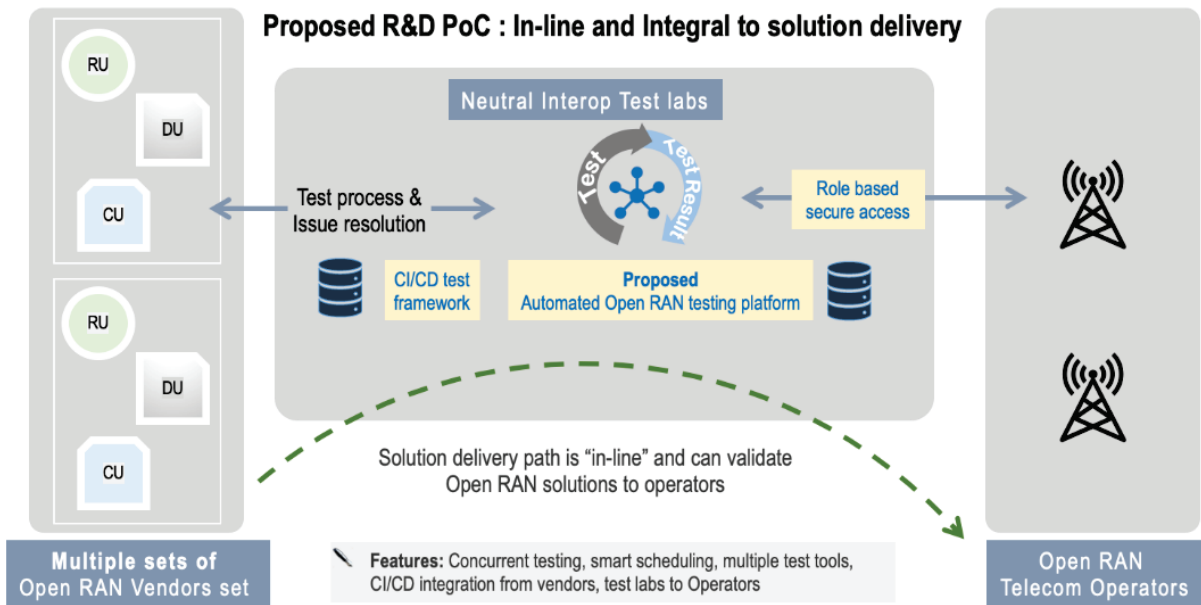 Proposed R&D PoC : In-line and Integral to solution delivery
RU
DU
CU
RU
DU
CU
Multiple sets of
Open RAN Vendors set
Test process &
Issue resolution
Neutral Interop Test labs
Test
Test Result
CI/CD test
framework
Proposed
Automated Open RAN testing platform
Role based
secure access
Solution delivery path is “in-line” and can validate
Open RAN solutions to operators
Features: Concurrent testing, smart scheduling, multiple test tools,
CI/CD integration from vendors, test labs to Operators
Open RAN
Telecom Operators